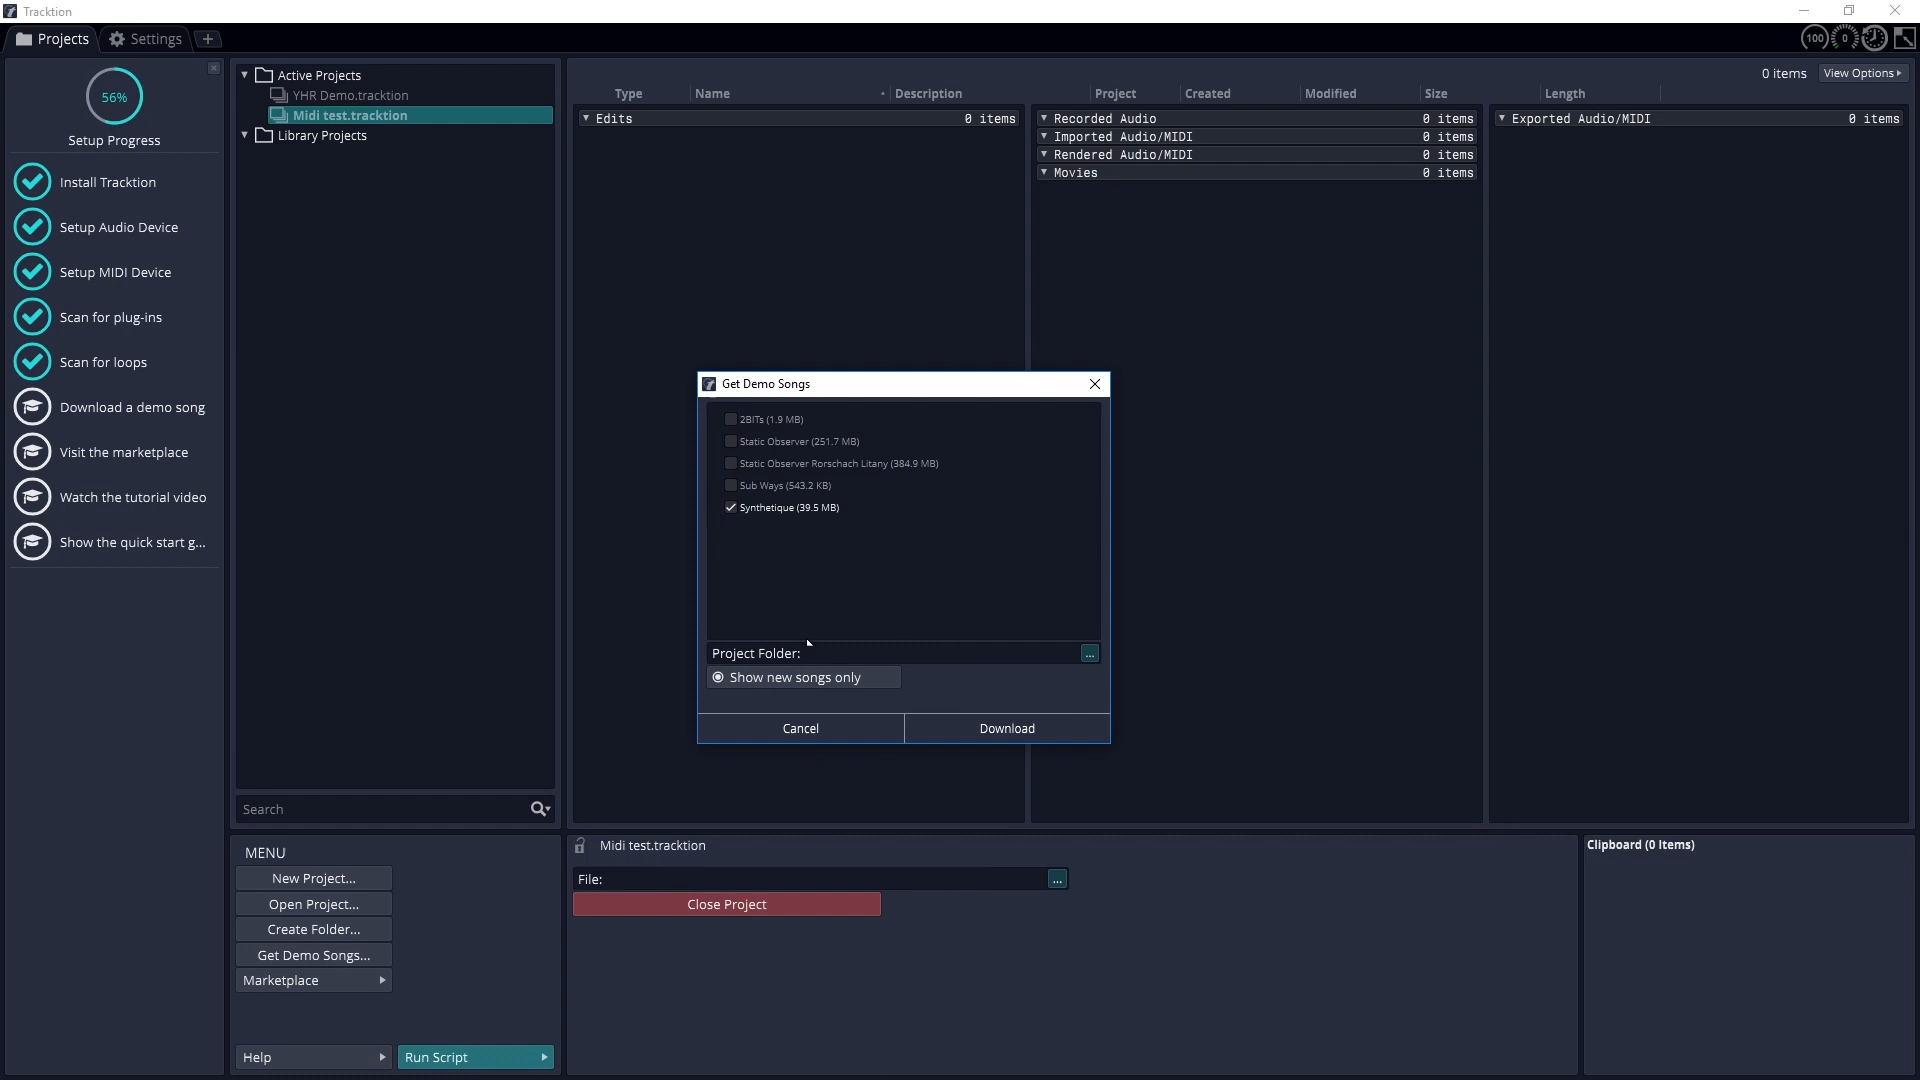 Tracktion
Projects
Settings
+
100
0
56%
Setup Progress
Install Tracktion
Setup Audio Device
Setup MIDI Device
Scan for plug-ins
Scan for loops
Download a demo song
Visit the marketplace
Watch the tutorial video
Show the quick start g...
Active Projects
YHR Demo.tracktion
Midi test.tracktion
Library Projects
Search
0 items
View Options
Type Name Description Project Created Modified Size Length
Edits 0 items
Recorded Audio 0 items
Imported Audio/MIDI 0 items
Rendered Audio/MIDI 0 items
Movies 0 items
Exported Audio/MIDI 0 items
Get Demo Songs
2BITs (1.9 MB)
Static Observer (251.7 MB)
Static Observer Rorschach Litany (384.9 MB)
Sub Ways (543.2 KB)
Synthetique (39.5 MB)
Project Folder:
...
Show new songs only
Cancel
Download
MENU
New Project...
Open Project...
Create Folder...
Get Demo Songs...
Marketplace
Help
Run Script
Midi test.tracktion
File:
...
Close Project
Clipboard (0 Items)